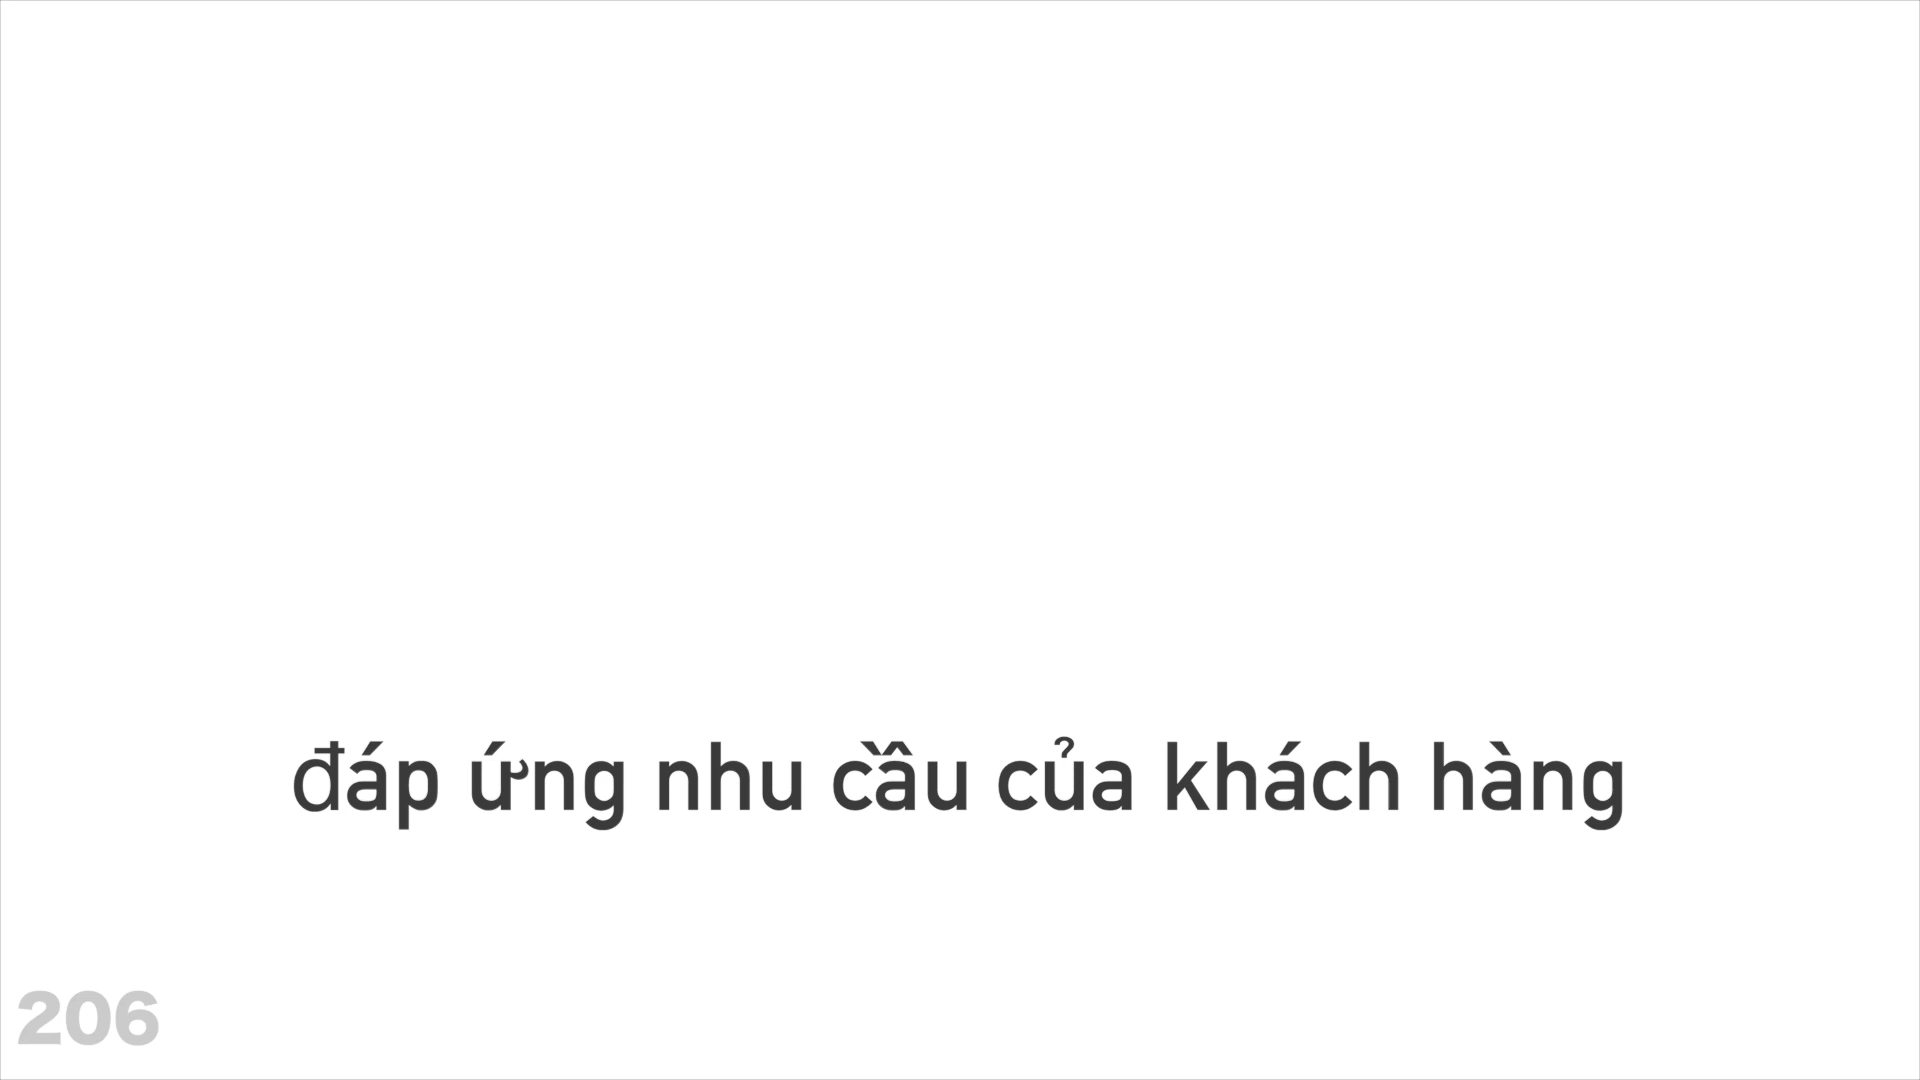 đáp ứng nhu cầu của khách hàng
206